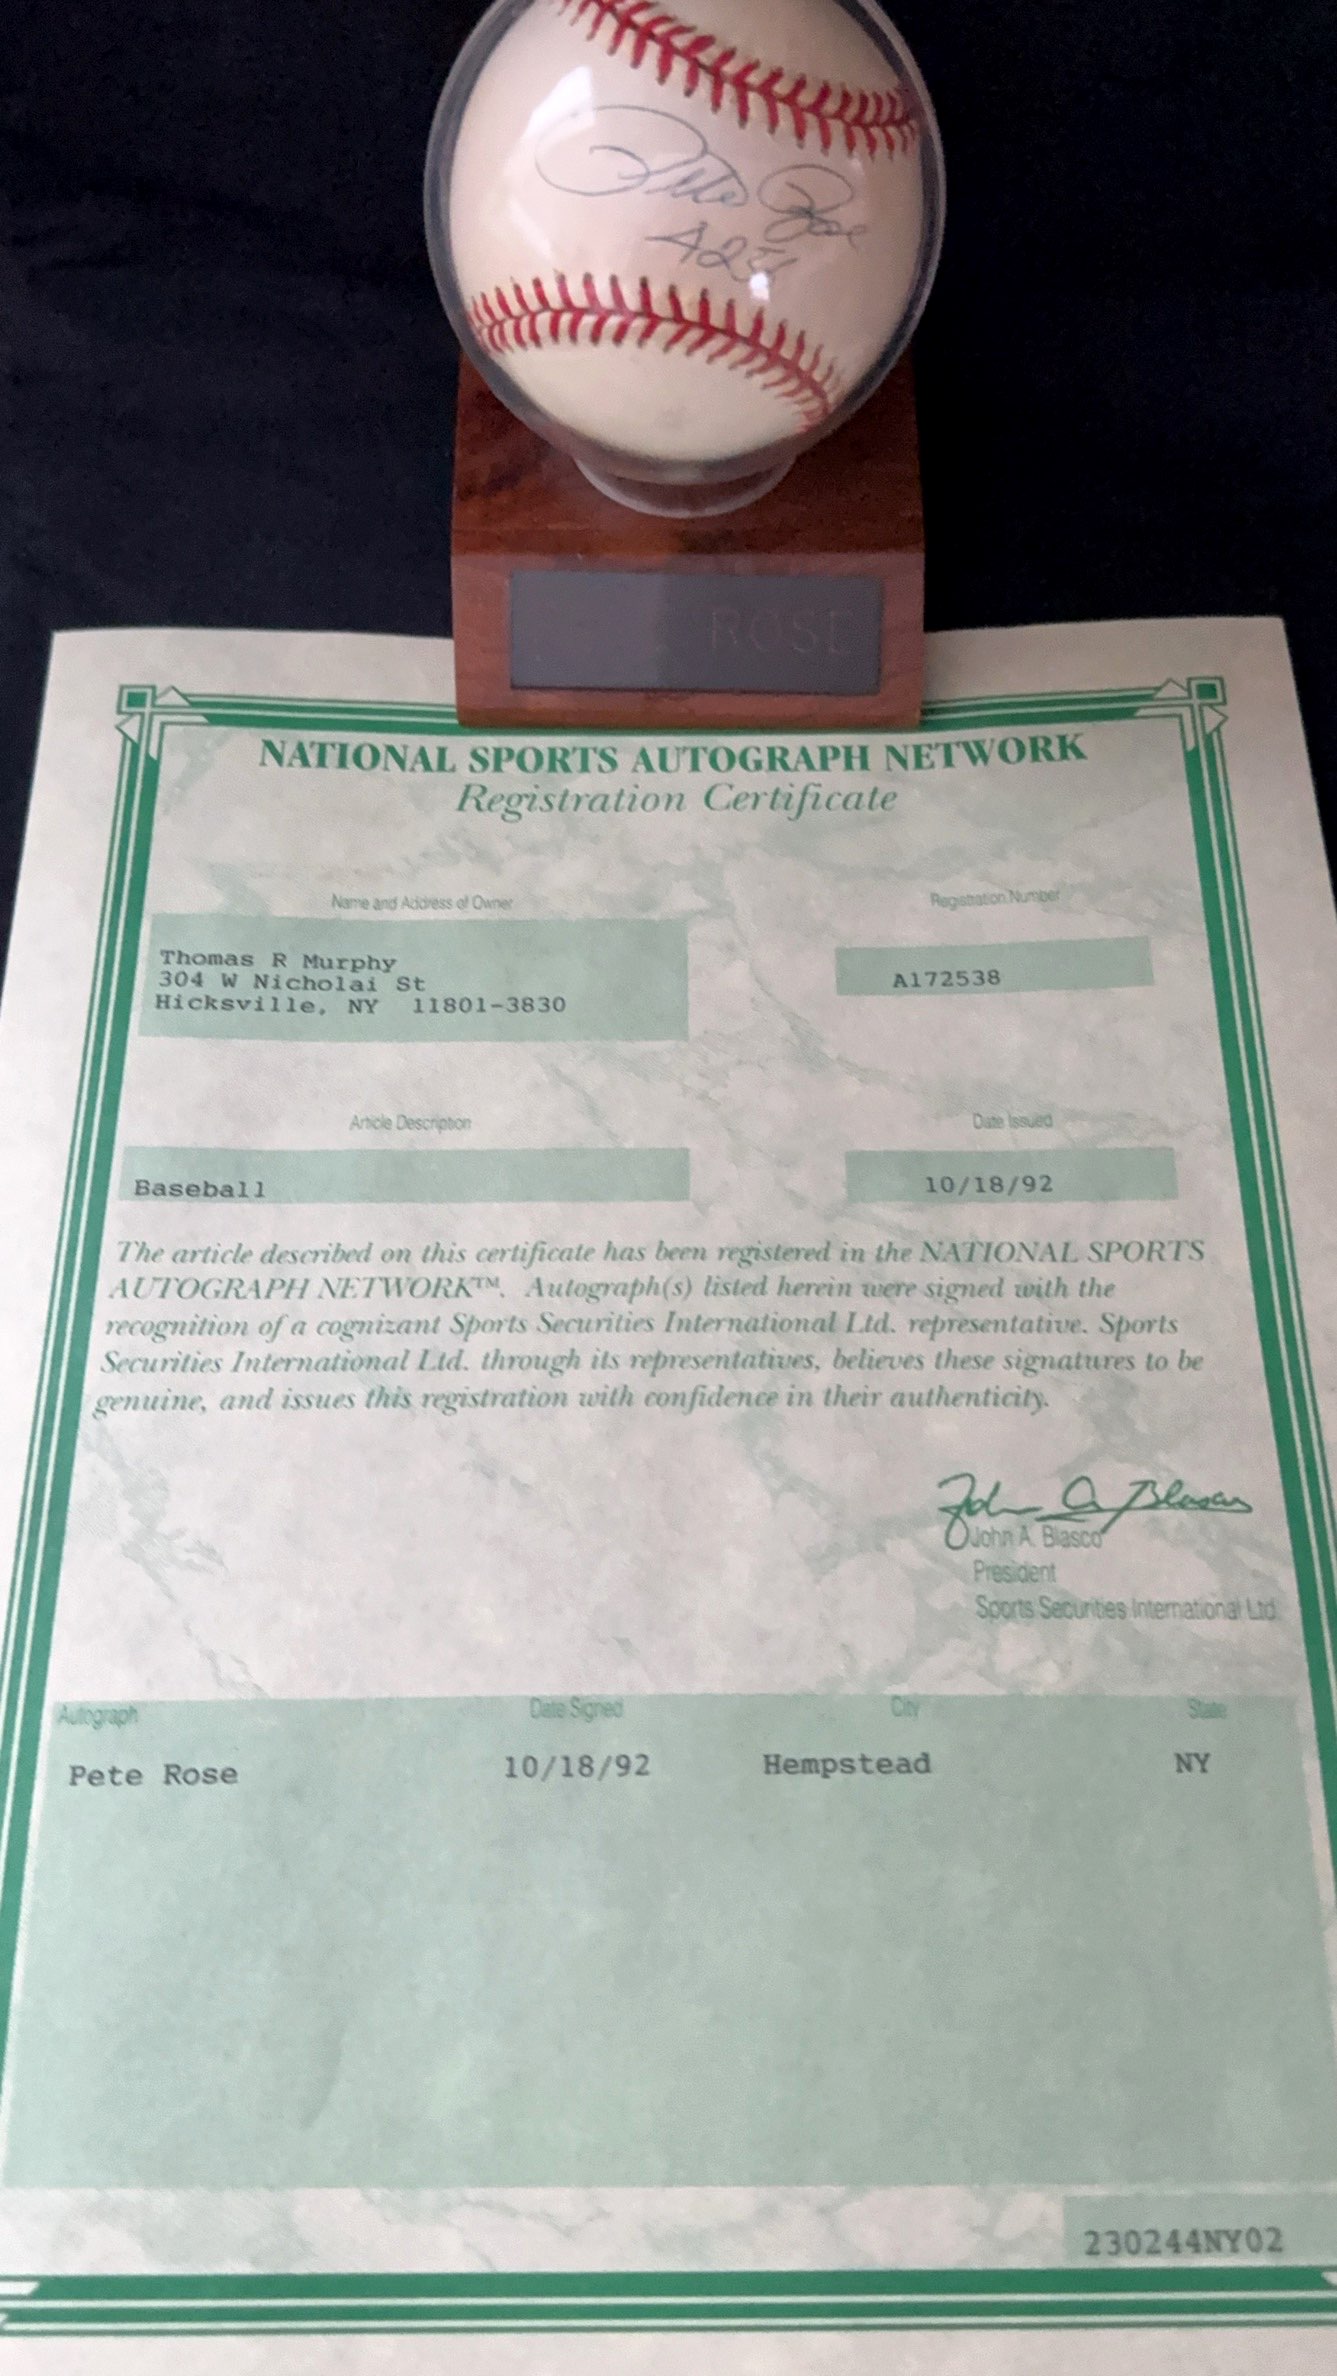 Pete Rose
4256
ROSE
NATIONAL SPORTS AUTOGRAPH NETWORK
Registration Certificate
Name and Address of Owner
Registration Number
Thomas R Murphy
304 W Nicholai St
Hicksville, NY 11801-3830
A172538
Article Description
Date Issued
Baseball
10/18/92
The article described on this certificate has been registered in the NATIONAL SPORTS
AUTOGRAPH NETWORK™. Autograph(s) listed herein were signed with the
recognition of a cognizant Sports Securities International Ltd. representative. Sports
Securities International Ltd. through its representatives, believes these signatures to be
genuine, and issues this registration with confidence in their authenticity.
John A Blasco
John A. Blasco
President
Sports Securities International Ltd.
Autograph Date Signed City State
Pete Rose 10/18/92 Hempstead NY
230244NY02